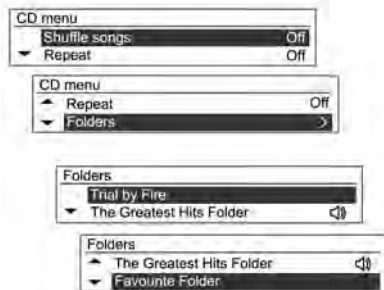 CD menu
Shuffle songs Off
Repeat Off
CD menu
Repeat Off
Folders >
Folders
Trial by Fire
The Greatest Hits Folder
Folders
The Greatest Hits Folder
Favourite Folder